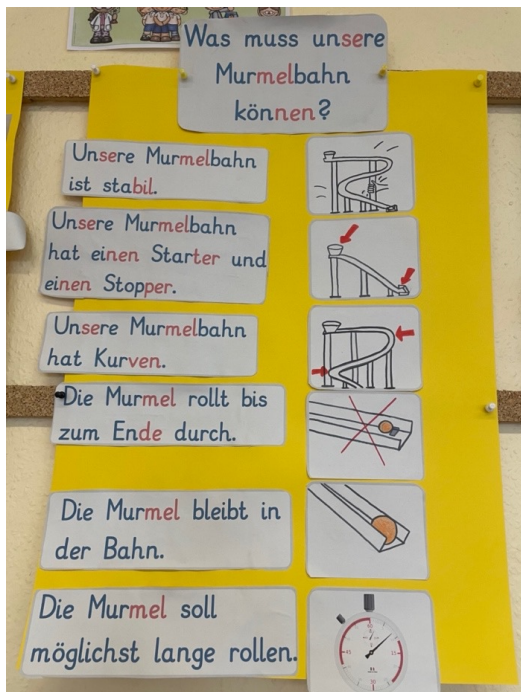 Was muss unsere
Murmelbahn
können?
Unsere Murmelbahn
ist stabil.
Unsere Murmelbahn
hat einen Starter und
einen Stopper.
Unsere Murmelbahn
hat Kurven.
Die Murmel rollt bis
zum Ende durch.
Die Murmel bleibt in
der Bahn.
Die Murmel soll
möglichst lange rollen.